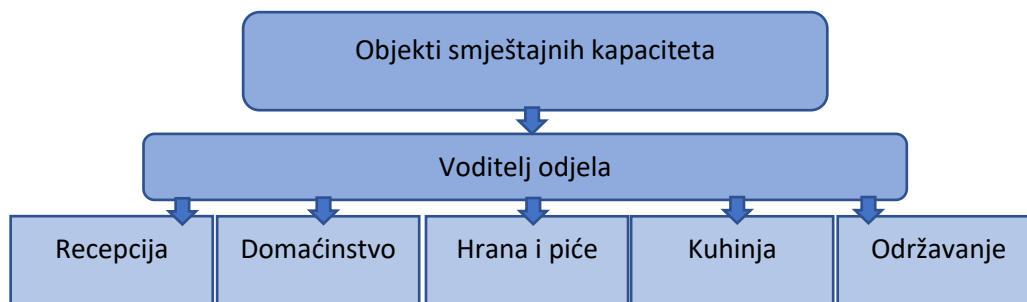 Objekti smještajnih kapaciteta
Voditelj odjela
Recepcija
Domaćinstvo
Hrana i piće
Kuhinja
Održavanje